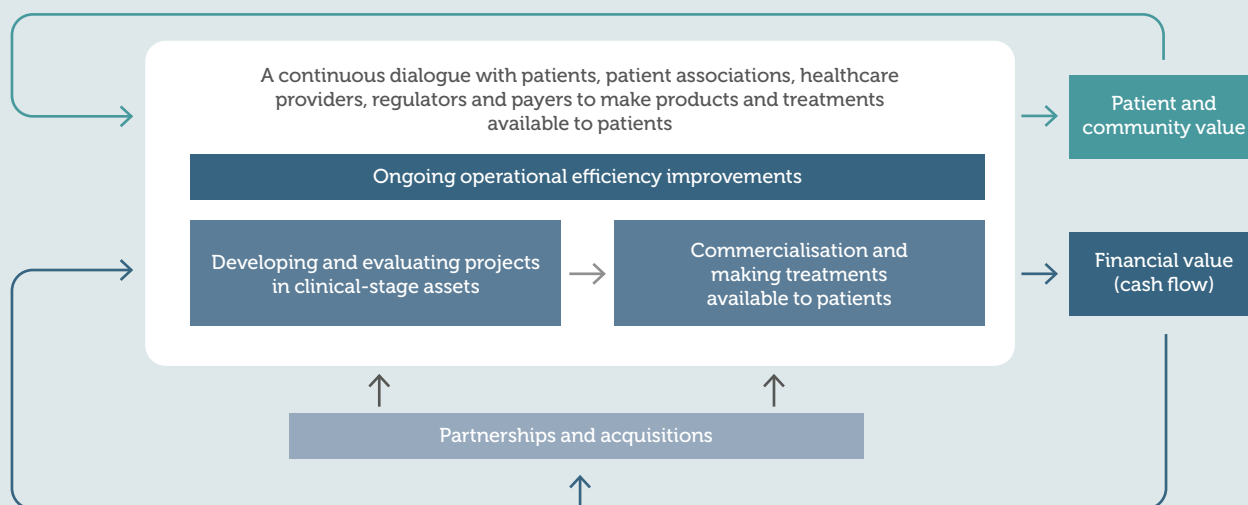 A continuous dialogue with patients, patient associations, healthcare
providers, regulators and payers to make products and treatments
available to patients
Patient and
community value
Ongoing operational efficiency improvements
Developing and evaluating projects
in clinical-stage assets
Commercialisation and
making treatments
available to patients
Financial value
(cash flow)
Partnerships and acquisitions